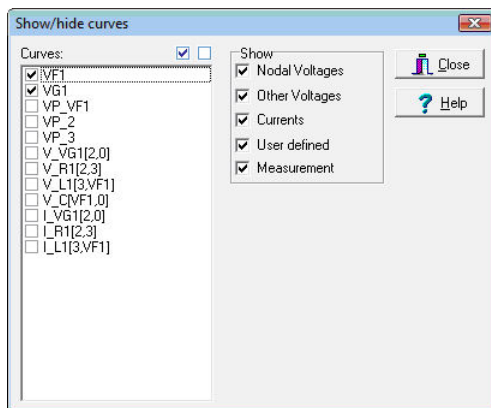 Show/hide curves
Curves:
VF1
VG1
VP_VF1
VP_2
VP_3
V_VG1[2,0]
V_R1[2,3]
V_L1[3,VF1]
V_C[VF1,0]
I_VG1[2,0]
I_R1[2,3]
I_L1[3,VF1]
Show
Nodal Voltages
Other Voltages
Currents
User defined
Measurement
Close
Help